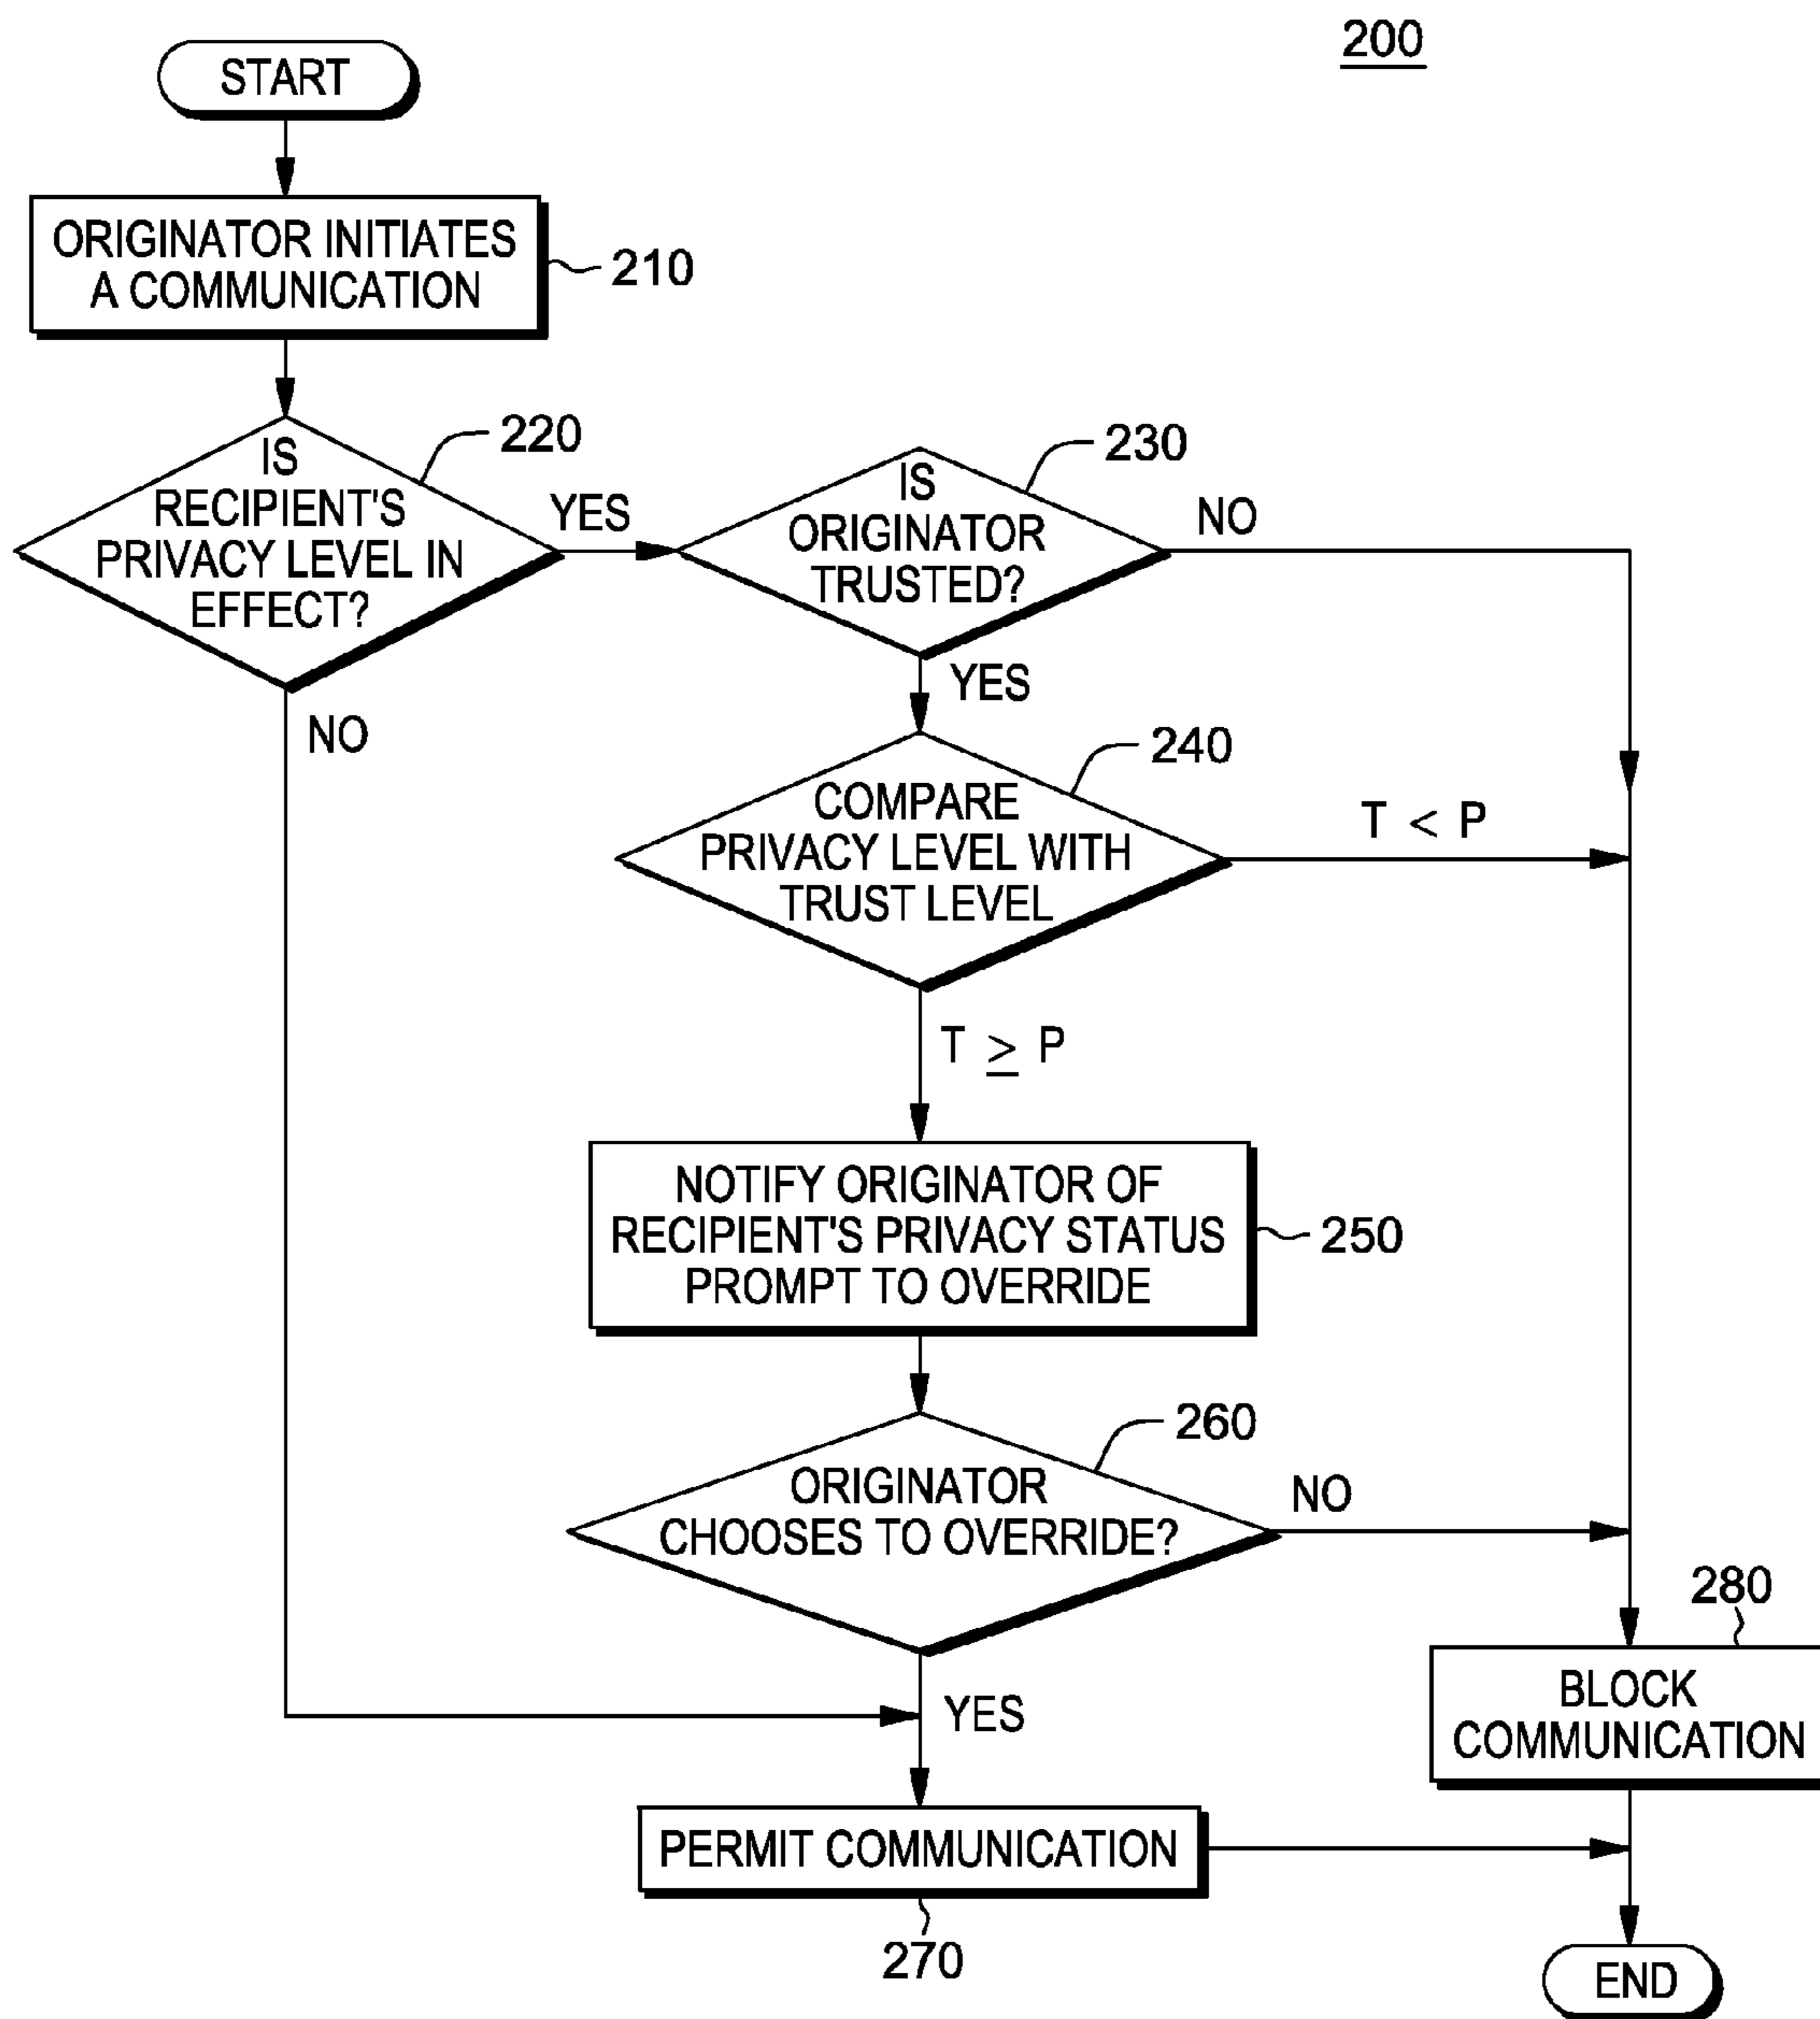 200
START
ORIGINATOR INITIATES
A COMMUNICATION
210
IS
RECIPIENT'S
PRIVACY LEVEL IN
EFFECT?
220
YES
NO
IS
ORIGINATOR
TRUSTED?
230
NO
YES
COMPARE
PRIVACY LEVEL WITH
TRUST LEVEL
240
T < P
T ≥ P
NOTIFY ORIGINATOR OF
RECIPIENT'S PRIVACY STATUS
PROMPT TO OVERRIDE
250
ORIGINATOR
CHOOSES TO OVERRIDE?
260
NO
YES
280
BLOCK
COMMUNICATION
PERMIT COMMUNICATION
270
END